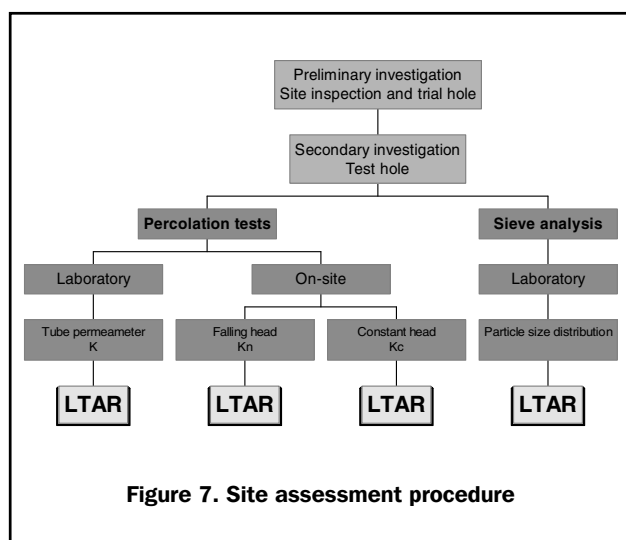 Preliminary investigation
Site inspection and trial hole
Secondary investigation
Test hole
Percolation tests
Sieve analysis
Laboratory
On-site
Laboratory
Tube permeameter
K
Falling head
Kn
Constant head
Kc
Particle size distribution
LTAR
LTAR
LTAR
LTAR
Figure 7. Site assessment procedure